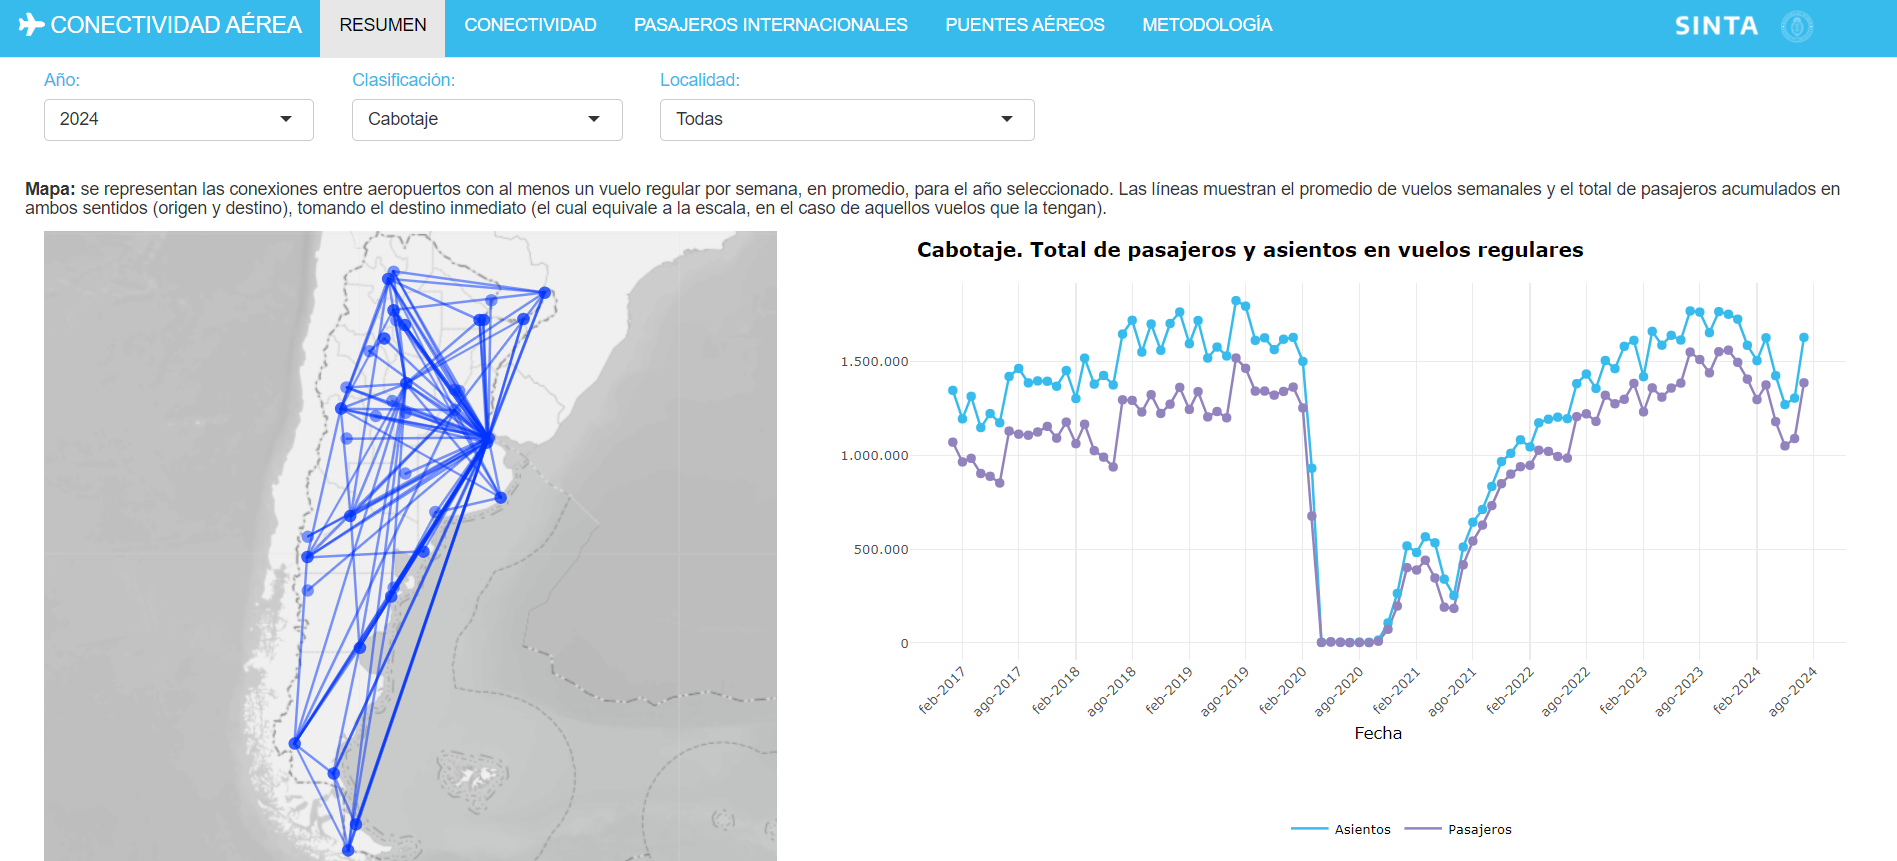 CONECTIVIDAD AÉREA
RESUMEN
CONECTIVIDAD
PASAJEROS INTERNACIONALES
PUENTES AÉREOS
METODOLOGÍA
SINTA
Año:
Clasificación:
Localidad:
2024
Cabotaje
Todas
Mapa: se representan las conexiones entre aeropuertos con al menos un vuelo regular por semana, en promedio, para el año seleccionado. Las líneas muestran el promedio de vuelos semanales y el total de pasajeros acumulados en
ambos sentidos (origen y destino), tomando el destino inmediato (el cual equivale a la escala, en el caso de aquellos vuelos que la tengan).
Cabotaje. Total de pasajeros y asientos en vuelos regulares
1.500.000
1.000.000
500.000
0
feb-2017
ago-2017
feb-2018
ago-2018
feb-2019
ago-2019
feb-2020
ago-2020
feb-2021
ago-2021
feb-2022
ago-2022
feb-2023
ago-2023
feb-2024
ago-2024
Fecha
Asientos
Pasajeros